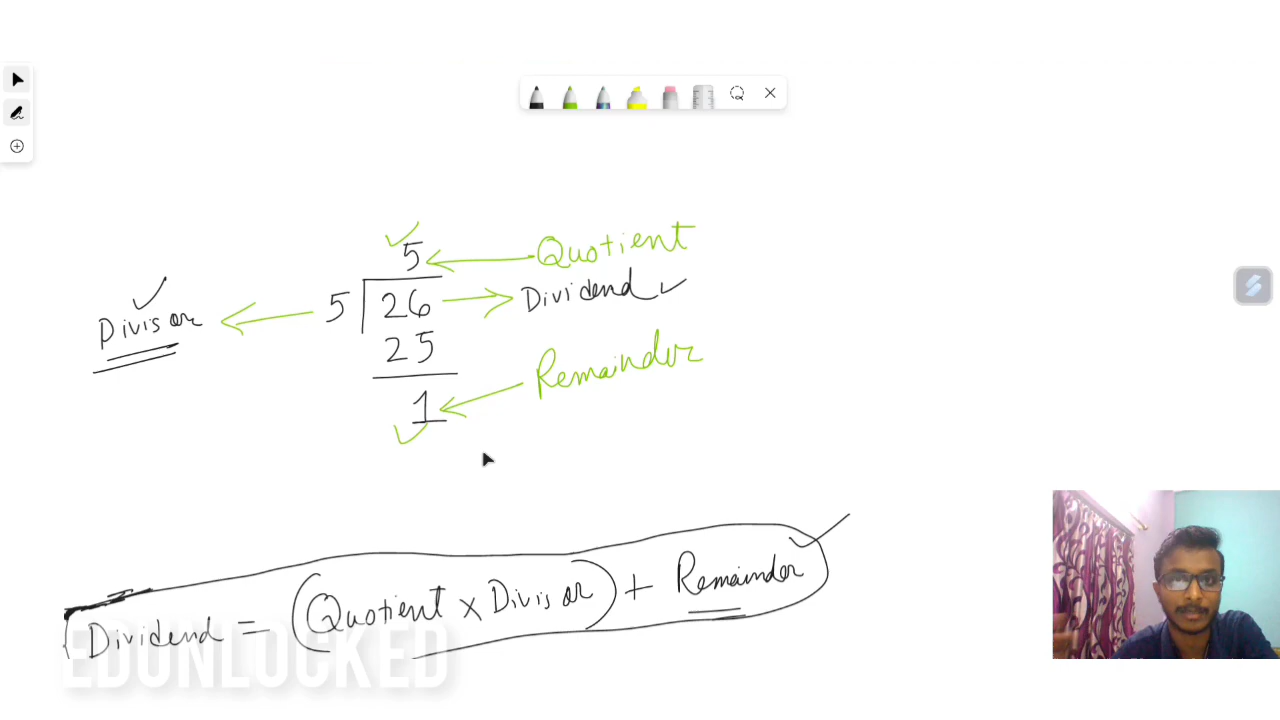 5
Quotient
5 26
Dividend
Divisor
25
Remainder
1
Dividend = (Quotient x Divisor) + Remainder
EDUNLOCKED